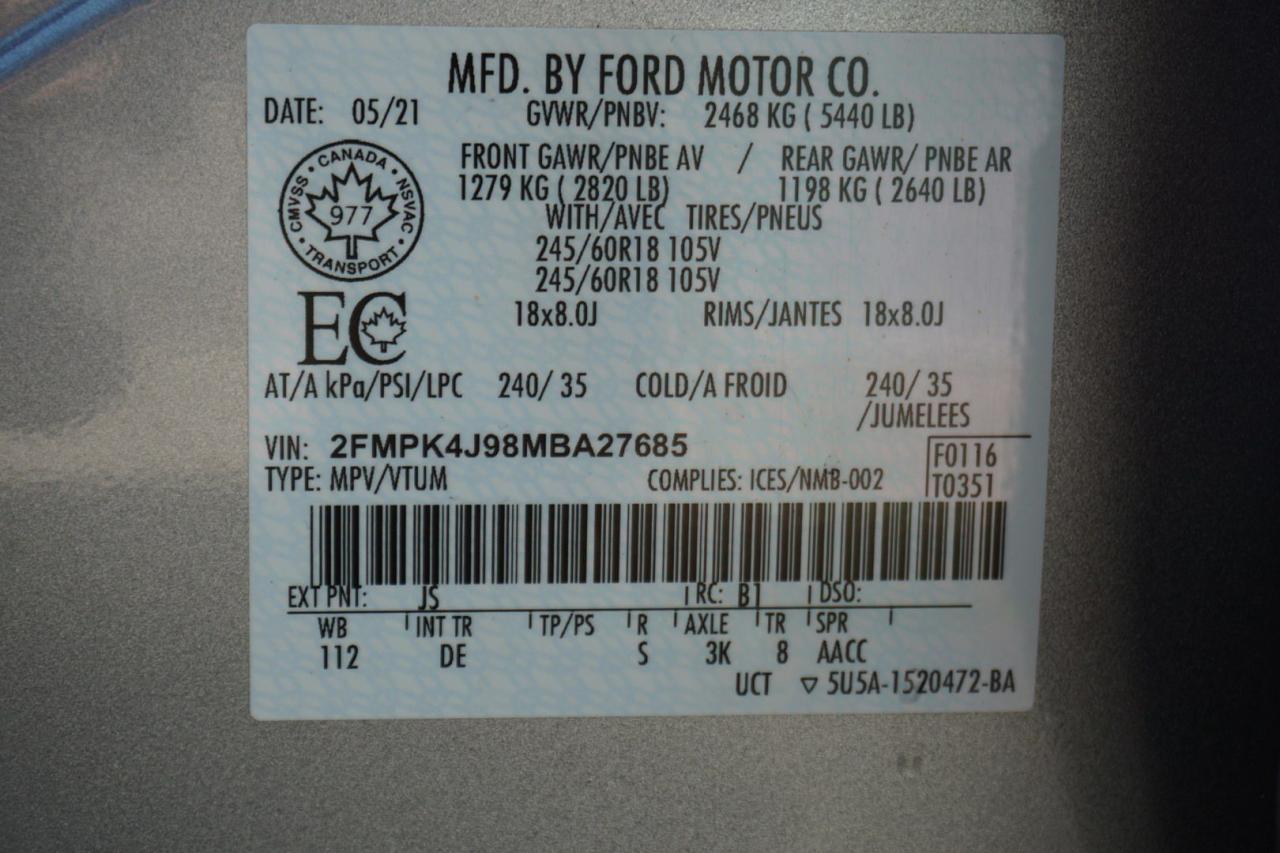 MFD. BY FORD MOTOR CO.
DATE: 05/21 GVWR/PNBV: 2468 KG ( 5440 LB)
FRONT GAWR/PNBE AV / REAR GAWR/ PNBE AR
1279 KG ( 2820 LB) 1198 KG ( 2640 LB)
WITH/AVEC TIRES/PNEUS
245/60R18 105V
245/60R18 105V
CANADA
CMVSS NSVAC
977
TRANSPORT
EC
18x8.0J RIMS/JANTES 18x8.0J
AT/A kPa/PSI/LPC 240/ 35 COLD/A FROID 240/ 35
/JUMELEES
VIN: 2FMPK4J98MBA27685
F0116
TYPE: MPV/VTUM COMPLIES: ICES/NMB-002 T0351
EXT PNT: JS RC: B1 DSO:
WB INT TR TP/PS R AXLE TR SPR
112 DE S 3K 8 AACC
UCT ▽ 5U5A-1520472-BA